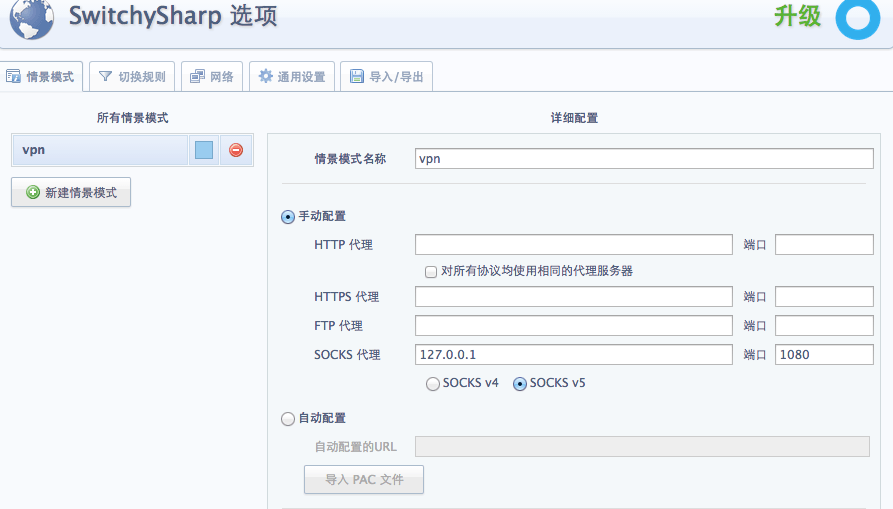 SwitchySharp 选项
升级
情景模式 切换规则 网络 通用设置 导入/导出
所有情景模式
vpn
新建情景模式
详细配置
情景模式名称 vpn
手动配置
HTTP 代理 端口
对所有协议均使用相同的代理服务器
HTTPS 代理 端口
FTP 代理 端口
SOCKS 代理 127.0.0.1 端口 1080
SOCKS v4 SOCKS v5
自动配置
自动配置的URL
导入 PAC 文件